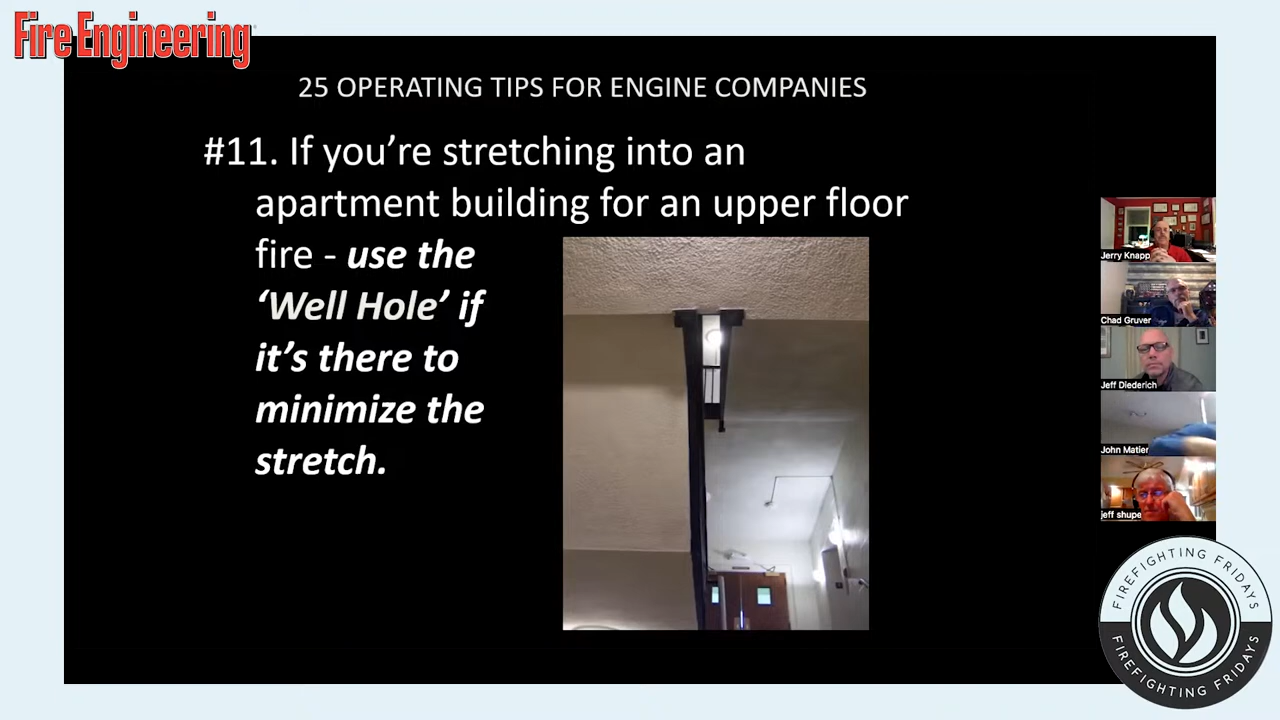 Fire Engineering
25 OPERATING TIPS FOR ENGINE COMPANIES
#11. If you’re stretching into an
apartment building for an upper floor
fire - use the
‘Well Hole’ if
it’s there to
minimize the
stretch.
Jerry Knapp
Chad Gruver
Jeff Diederich
John Matier
jeff shupe
FIREFIGHTING FRIDAYS
FIREFIGHTING FRIDAYS